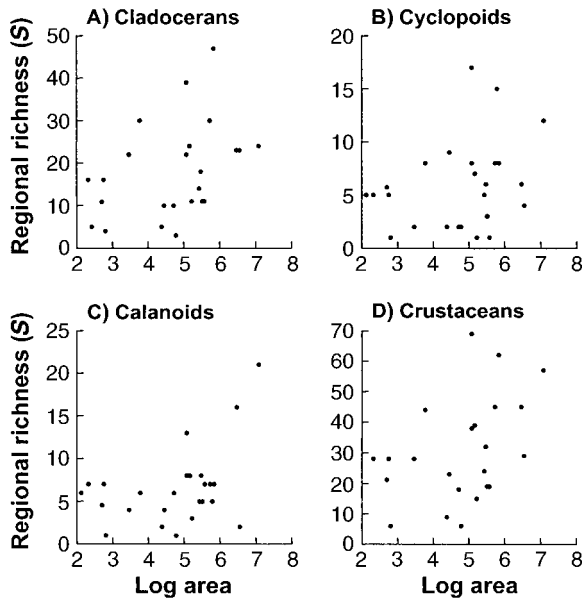 A) Cladocerans
B) Cyclopoids
Regional richness (S)
50
40
30
20
10
0
2 3 4 5 6 7 8
20
15
10
5
0
2 3 4 5 6 7 8
C) Calanoids
D) Crustaceans
Regional richness (S)
25
20
15
10
5
0
2 3 4 5 6 7 8
Log area
70
60
50
40
30
20
10
0
2 3 4 5 6 7 8
Log area